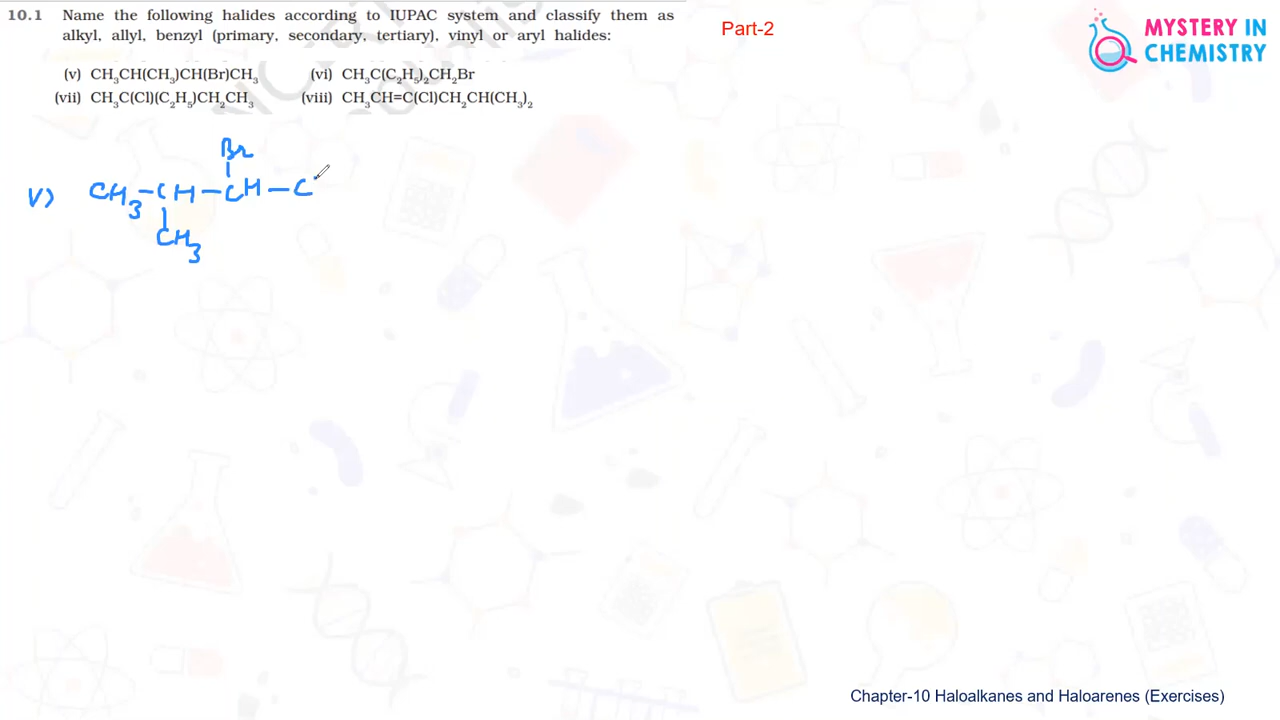 10.1 Name the following halides according to IUPAC system and classify them as
alkyl, allyl, benzyl (primary, secondary, tertiary), vinyl or aryl halides:
(v) CH₃CH(CH₃)CH(Br)CH₃ (vi) CH₃C(C₂H₅)₂CH₂Br
(vii) CH₃C(Cl)(C₂H₅)CH₂CH₃ (viii) CH₃CH=C(Cl)CH₂CH(CH₃)₂
Part-2
MYSTERY IN
CHEMISTRY
Br
V) CH₃-CH-CH-C
CH₃
Chapter-10 Haloalkanes and Haloarenes (Exercises)